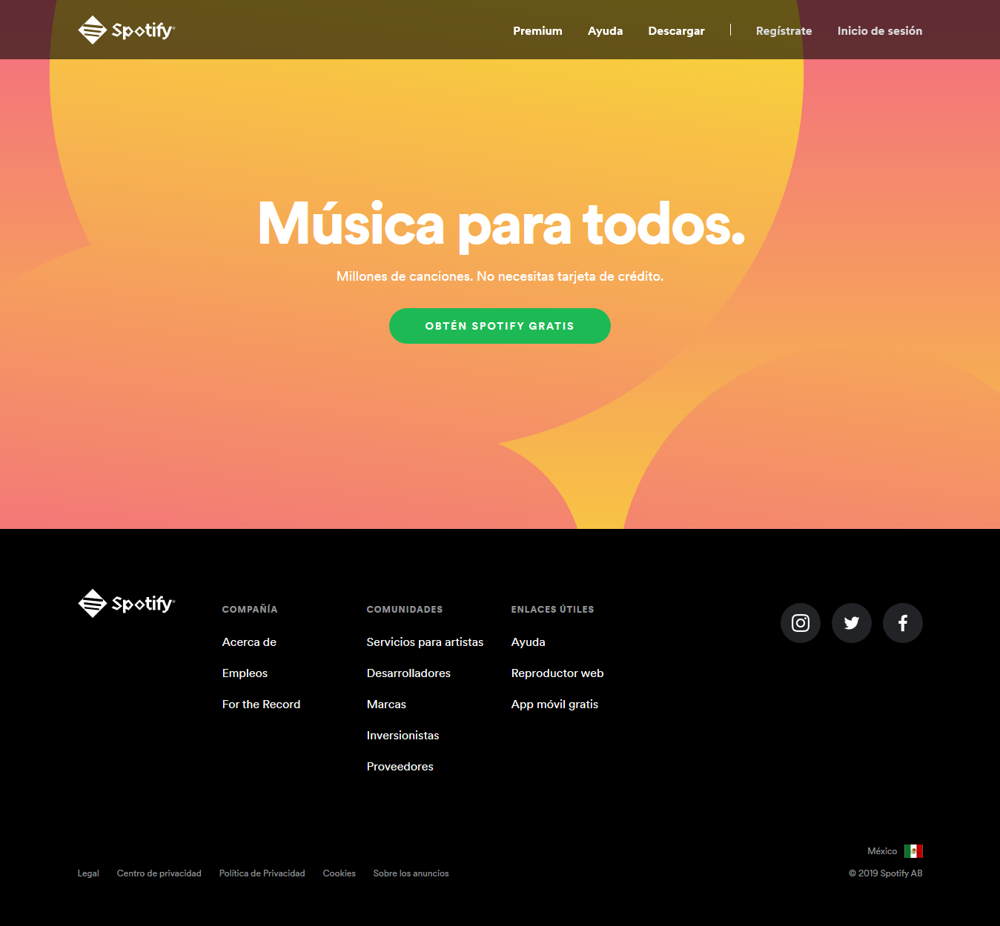 Spotify®
Premium
Ayuda
Descargar
Regístrate
Inicio de sesión
Música para todos.
Millones de canciones. No necesitas tarjeta de crédito.
OBTÉN SPOTIFY GRATIS
Spotify®
COMPAÑÍA
Acerca de
Empleos
For the Record
COMUNIDADES
Servicios para artistas
Desarrolladores
Marcas
Inversionistas
Proveedores
ENLACES ÚTILES
Ayuda
Reproductor web
App móvil gratis
México
Legal
Centro de privacidad
Política de Privacidad
Cookies
Sobre los anuncios
© 2019 Spotify AB